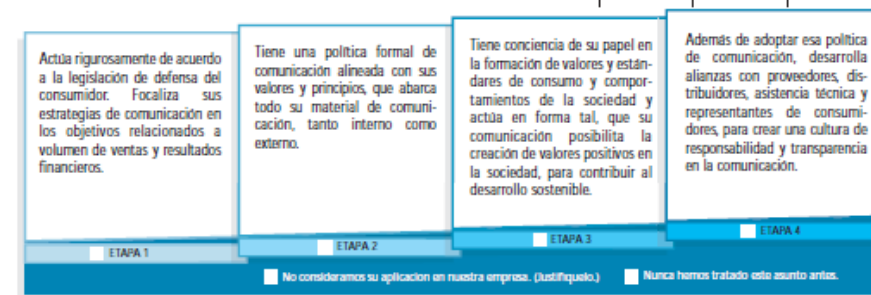 Actúa rigurosamente de acuerdo
a la legislación de defensa del
consumidor. Focaliza sus
estrategias de comunicación en
los objetivos relacionados a
volumen de ventas y resultados
financieros.
ETAPA 1
Tiene una política formal de
comunicación alineada con sus
valores y principios, que abarca
todo su material de comuni-
cación, tanto interno como
externo.
ETAPA 2
Tiene conciencia de su papel en
la formación de valores y están-
dares de consumo y compor-
tamientos de la sociedad y
actúa en forma tal, que su
comunicación posibilita la
creación de valores positivos en
la sociedad, para contribuir al
desarrollo sostenible.
ETAPA 3
Además de adoptar esa política
de comunicación, desarrolla
alianzas con proveedores, dis-
tribuidores, asistencia técnica y
representantes de consumi-
dores, para crear una cultura de
responsabilidad y transparencia
en la comunicación.
ETAPA 4
No consideramos su aplicacion en nuestra empresa. (Justifíquelo.)
Nunca hemos tratado este asunto antes.